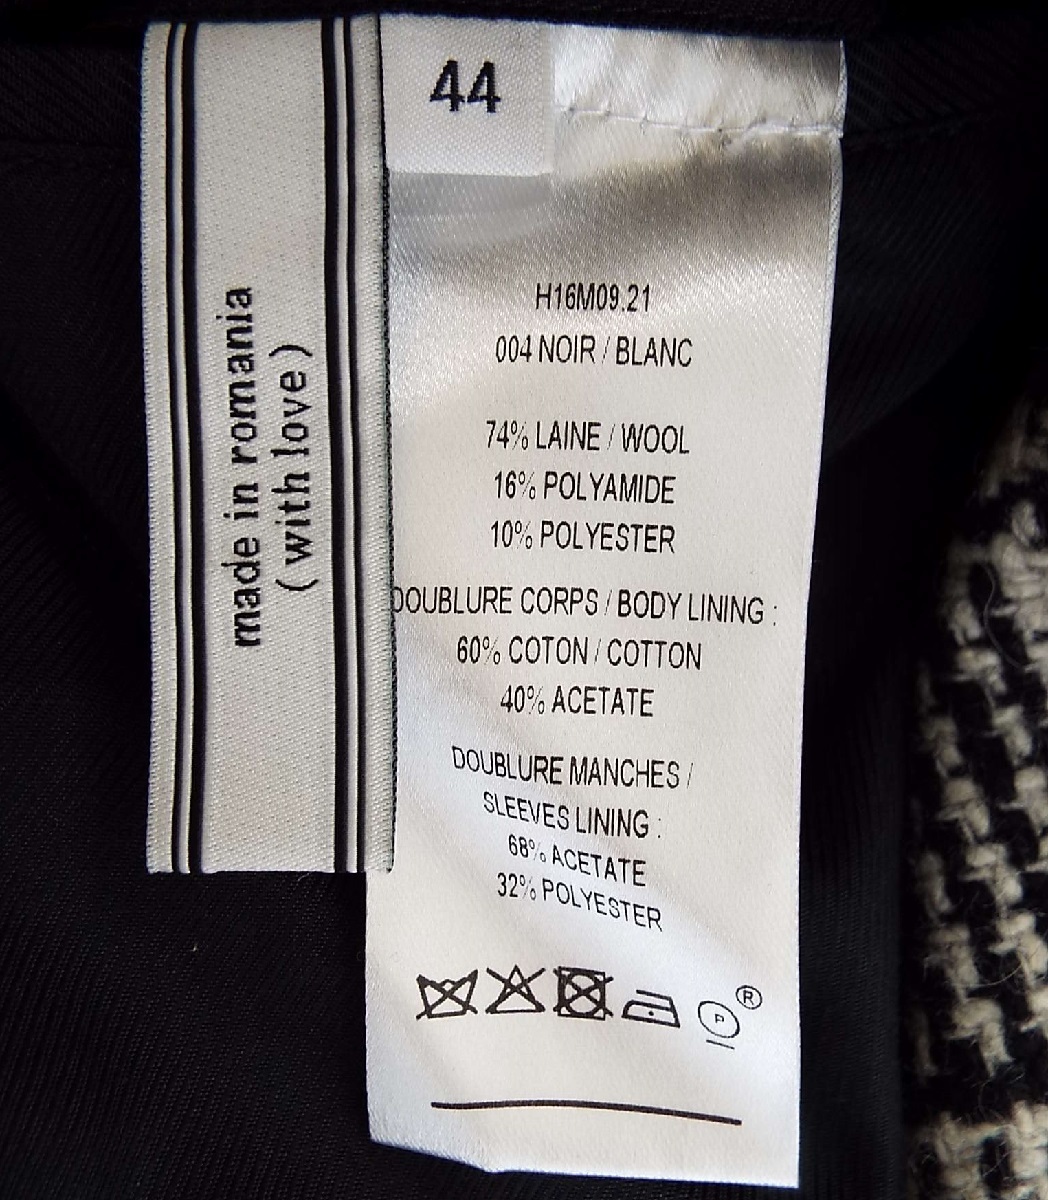 made in romania
(with love)
44
H16M09.21
004 NOIR / BLANC
74% LAINE / WOOL
16% POLYAMIDE
10% POLYESTER
DOUBLURE CORPS / BODY LINING :
60% COTON / COTTON
40% ACETATE
DOUBLURE MANCHES /
SLEEVES LINING :
68% ACETATE
32% POLYESTER
P ®